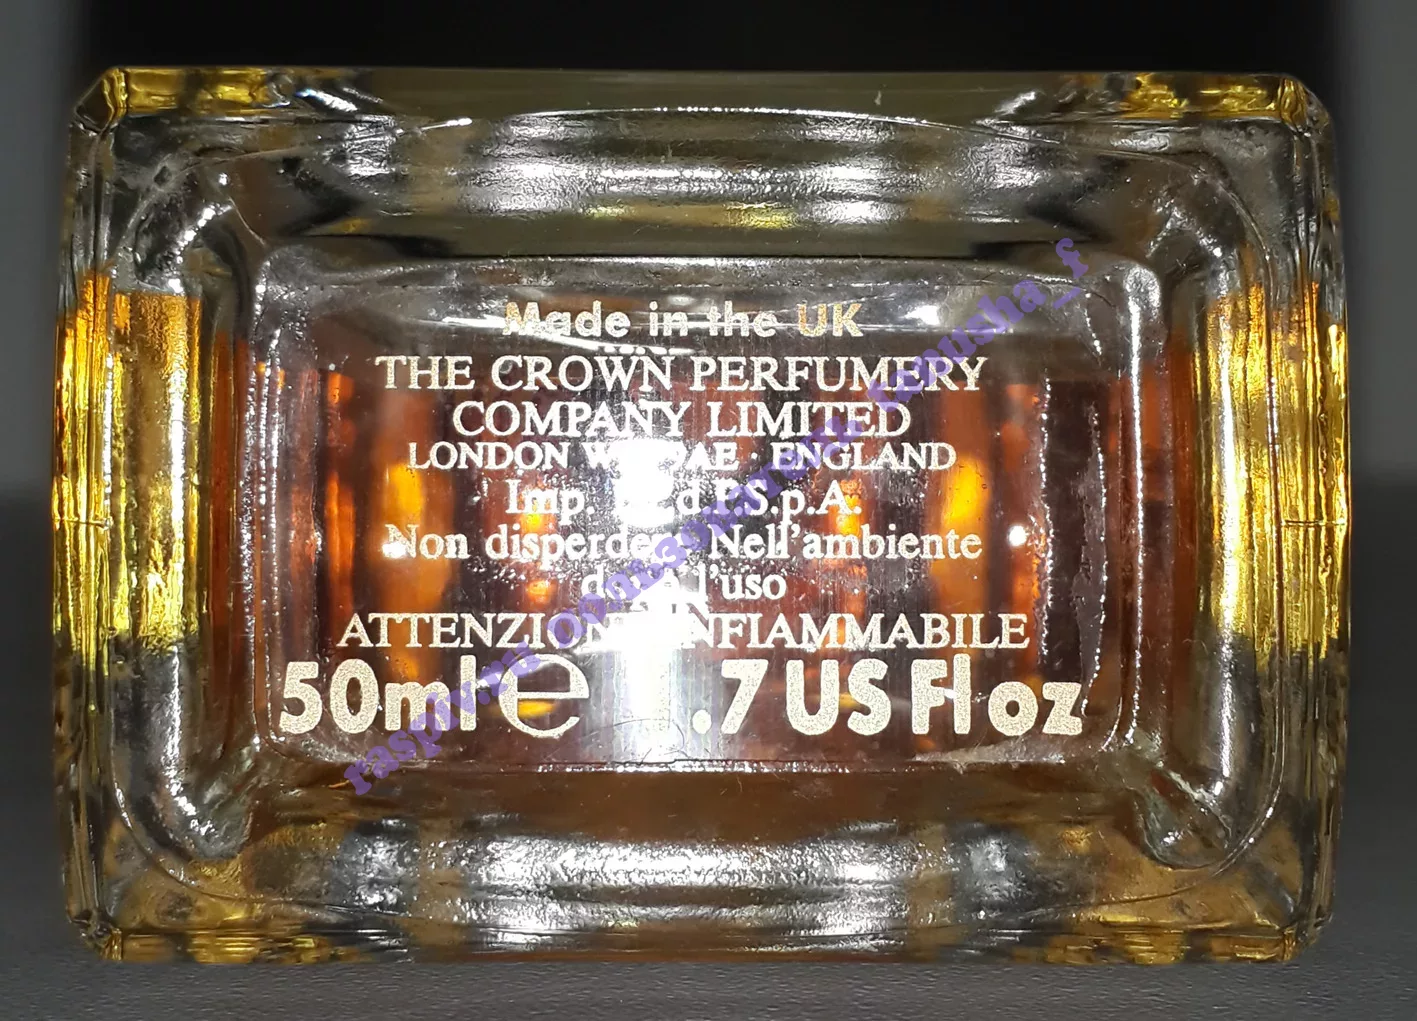 Made in the UK
THE CROWN PERFUMERY
COMPANY LIMITED
LONDON · ENGLAND
Imp. S.p.A.
Non Nell'ambiente
l'uso
ATTENZIONE INFIAMMABILE
50ml e 1.7 US Fl oz